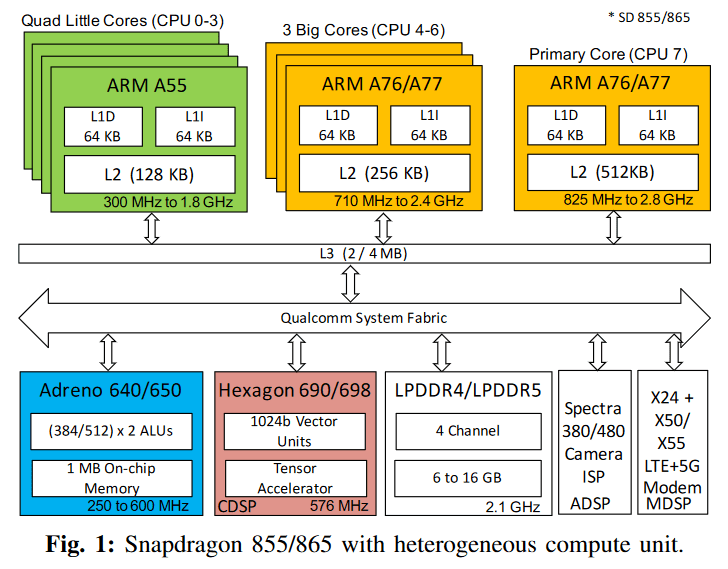 Quad Little Cores (CPU 0-3)
3 Big Cores (CPU 4-6)
* SD 855/865
Primary Core (CPU 7)
ARM A55
L1D
64 KB
L1I
64 KB
L2 (128 KB)
300 MHz to 1.8 GHz
ARM A76/A77
L1D
64 KB
L1I
64 KB
L2 (256 KB)
710 MHz to 2.4 GHz
ARM A76/A77
L1D
64 KB
L1I
64 KB
L2 (512KB)
825 MHz to 2.8 GHz
L3 (2 / 4 MB)
Qualcomm System Fabric
Adreno 640/650
(384/512) x 2 ALUs
1 MB On-chip
Memory
250 to 600 MHz
Hexagon 690/698
1024b Vector
Units
Tensor
Accelerator
CDSP
576 MHz
LPDDR4/LPDDR5
4 Channel
6 to 16 GB
2.1 GHz
Spectra
380/480
Camera
ISP
ADSP
X24 +
X50/
X55
LTE+5G
Modem
MDSP
Fig. 1: Snapdragon 855/865 with heterogeneous compute unit.